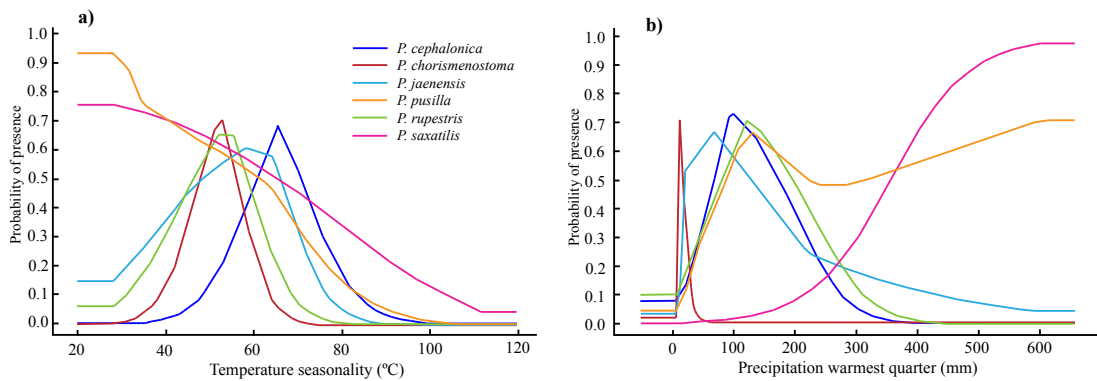 a)
1.0
0.9
0.8
0.7
0.6
0.5
0.4
0.3
0.2
0.1
0.0
Probability of presence
20 40 60 80 100 120
Temperature seasonality (ºC)
P. cephalonica
P. chorismenostoma
P. jaenensis
P. pusilla
P. rupestris
P. saxatilis
b)
1.0
0.9
0.8
0.7
0.6
0.5
0.4
0.3
0.2
0.1
0.0
Probability of presence
0 100 200 300 400 500 600
Precipitation warmest quarter (mm)